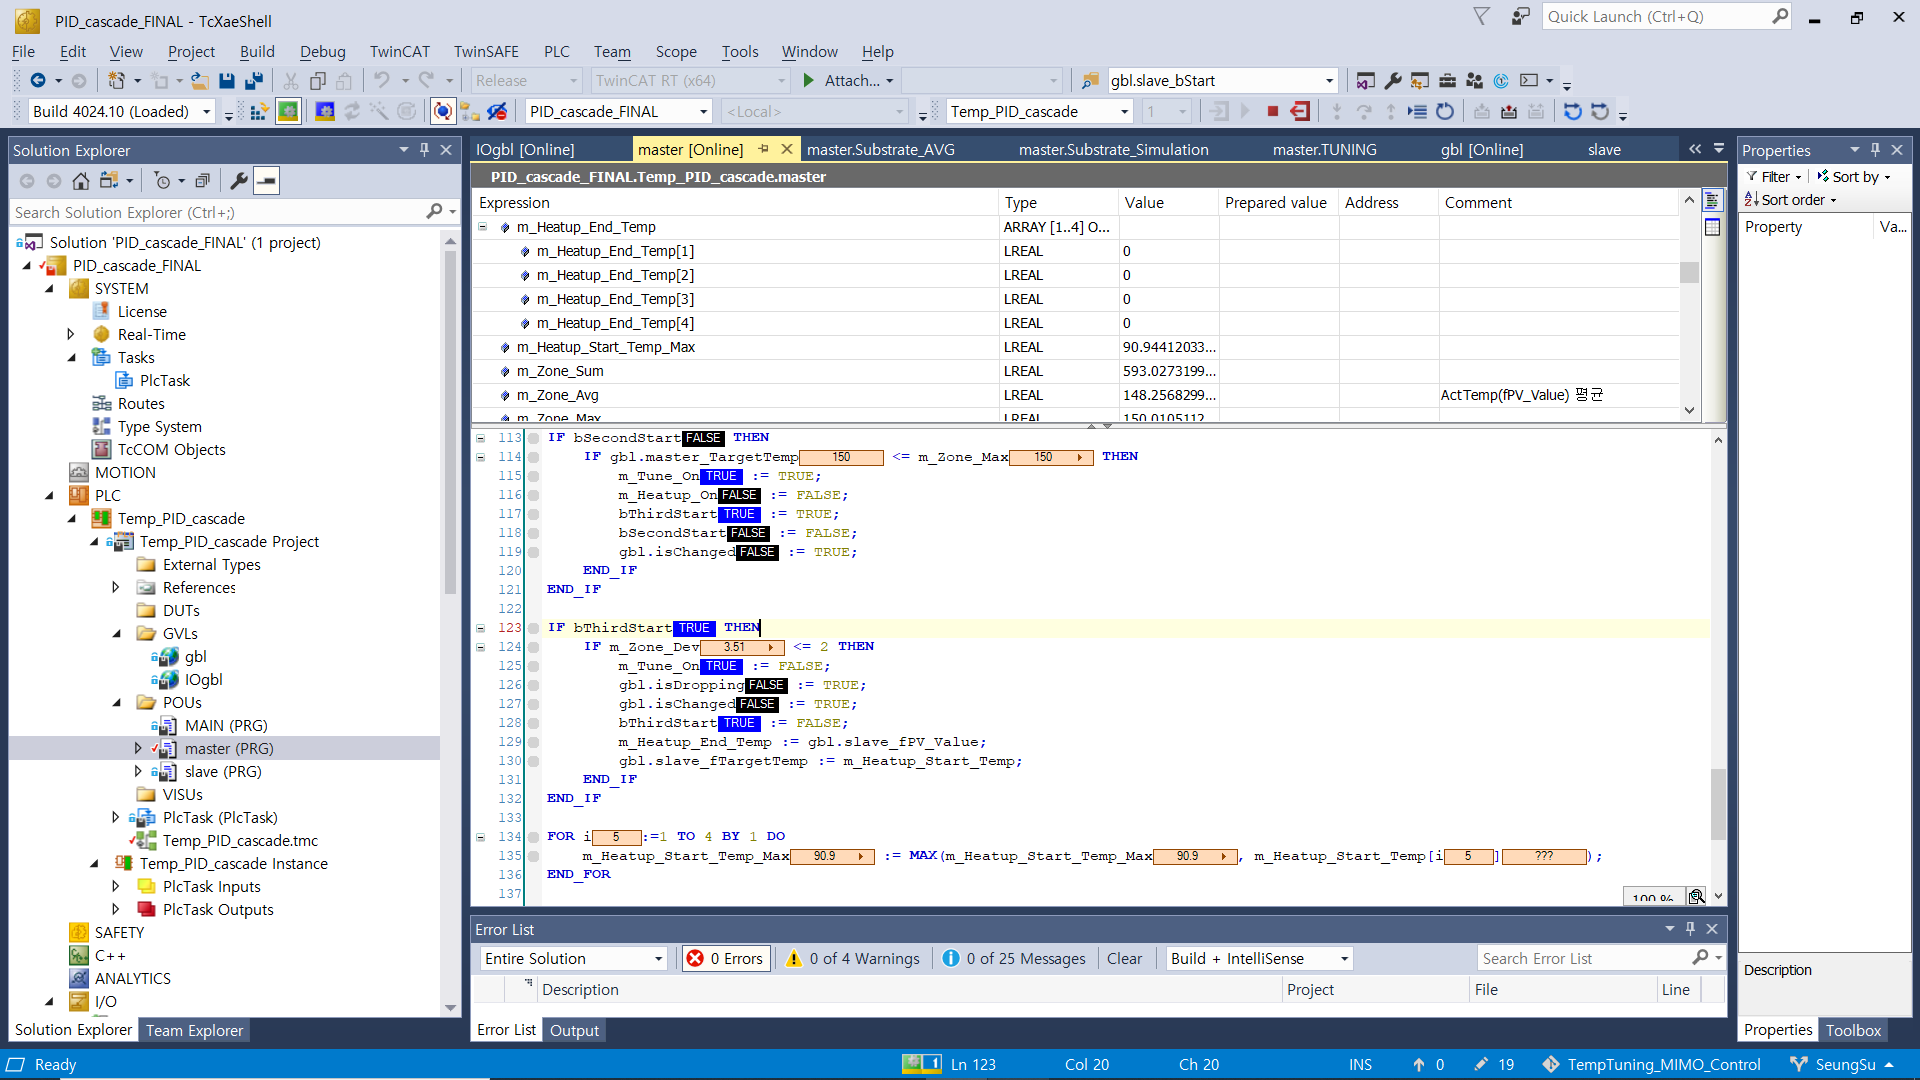 PID_cascade_FINAL - TcXaeShell
Quick Launch (Ctrl+Q)
File Edit View Project Build Debug TwinCAT TwinSAFE PLC Team Scope Tools Window Help
Release TwinCAT RT (x64) Attach... gbl.slave_bStart
Build 4024.10 (Loaded) PID_cascade_FINAL <Local> Temp_PID_cascade 1
Solution Explorer
Search Solution Explorer (Ctrl+;)
Solution 'PID_cascade_FINAL' (1 project)
PID_cascade_FINAL
SYSTEM
License
Real-Time
Tasks
PlcTask
Routes
Type System
TcCOM Objects
MOTION
PLC
Temp_PID_cascade
Temp_PID_cascade Project
External Types
References
DUTs
GVLs
gbl
IOgbl
POUs
MAIN (PRG)
master (PRG)
slave (PRG)
VISUs
PlcTask (PlcTask)
Temp_PID_cascade.tmc
Temp_PID_cascade Instance
PlcTask Inputs
PlcTask Outputs
SAFETY
C++
ANALYTICS
I/O
Solution Explorer Team Explorer
IOgbl [Online] master [Online] master.Substrate_AVG master.Substrate_Simulation master.TUNING gbl [Online] slave
PID_cascade_FINAL.Temp_PID_cascade.master
Expression Type Value Prepared value Address Comment
m_Heatup_End_Temp ARRAY [1..4] O...
m_Heatup_End_Temp[1] LREAL 0
m_Heatup_End_Temp[2] LREAL 0
m_Heatup_End_Temp[3] LREAL 0
m_Heatup_End_Temp[4] LREAL 0
m_Heatup_Start_Temp_Max LREAL 90.94412033...
m_Zone_Sum LREAL 593.0273199...
m_Zone_Avg LREAL 148.2568299... ActTemp(fPV_Value) 평균
m_Zone_Max LREAL 150.0105112...
113 IF bSecondStart FALSE THEN
114 IF gbl.master_TargetTemp 150 <= m_Zone_Max 150 THEN
115 m_Tune_On TRUE := TRUE;
116 m_Heatup_On FALSE := FALSE;
117 bThirdStart TRUE := TRUE;
118 bSecondStart FALSE := FALSE;
119 gbl.isChanged FALSE := TRUE;
120 END_IF
121 END_IF
122
123 IF bThirdStart TRUE THEN
124 IF m_Zone_Dev 3.51 <= 2 THEN
125 m_Tune_On TRUE := FALSE;
126 gbl.isDropping FALSE := TRUE;
127 gbl.isChanged FALSE := TRUE;
128 bThirdStart TRUE := FALSE;
129 m_Heatup_End_Temp := gbl.slave_fPV_Value;
130 gbl.slave_fTargetTemp := m_Heatup_Start_Temp;
131 END_IF
132 END_IF
133
134 FOR i 5 :=1 TO 4 BY 1 DO
135 m_Heatup_Start_Temp_Max 90.9 := MAX(m_Heatup_Start_Temp_Max 90.9 , m_Heatup_Start_Temp[i 5 ] ??? );
136 END_FOR
137
100 %
Error List
Entire Solution 0 Errors 0 of 4 Warnings 0 of 25 Messages Clear Build + IntelliSense Search Error List
Description Project File Line
Error List Output
Properties
Filter Sort by
Sort order
Property Va...
Description
Properties Toolbox
Ready 1 Ln 123 Col 20 Ch 20 INS 0 19 TempTuning_MIMO_Control SeungSu